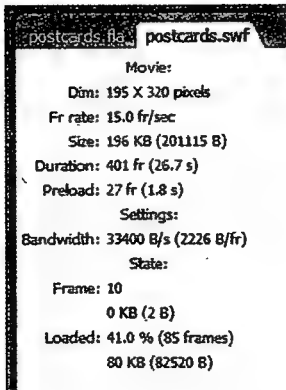 postcards.fla postcards.swf
Movie:
Dim: 195 X 320 pixels
Fr rate: 15.0 fr/sec
Size: 196 KB (201115 B)
Duration: 401 fr (26.7 s)
Preload: 27 fr (1.8 s)
Settings:
Bandwidth: 33400 B/s (2226 B/fr)
State:
Frame: 10
0 KB (2 B)
Loaded: 41.0 % (85 frames)
80 KB (82520 B)